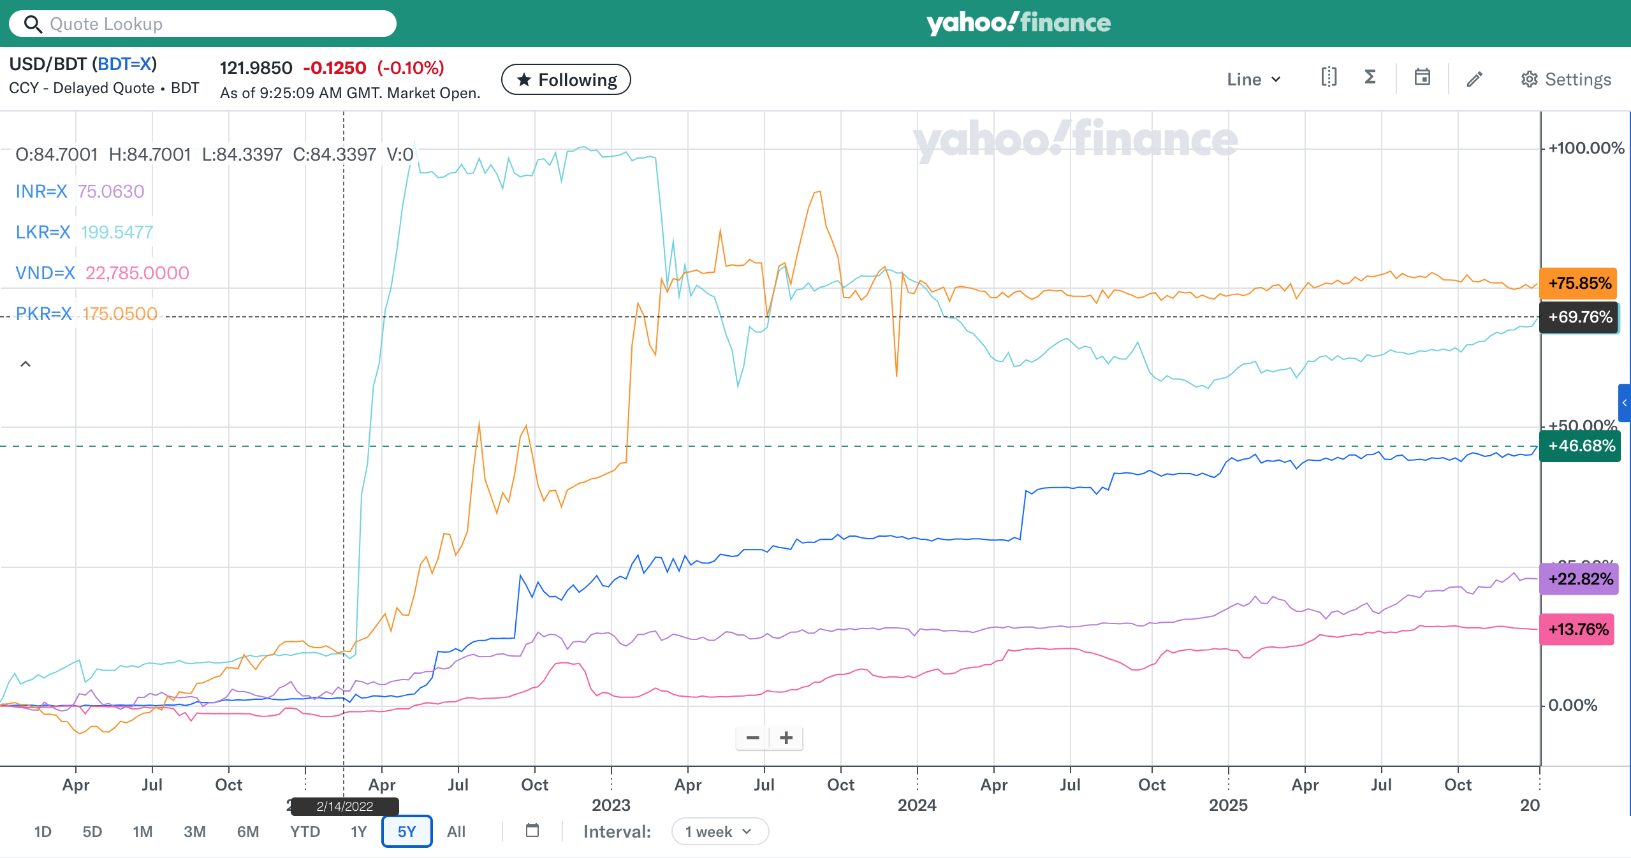 Quote Lookup
yahoo!finance
USD/BDT (BDT=X)
CCY - Delayed Quote • BDT
121.9850 -0.1250 (-0.10%)
As of 9:25:09 AM GMT. Market Open.
★ Following
Line
Σ
Settings
yahoo!finance
O:84.7001 H:84.7001 L:84.3397 C:84.3397 V:0
INR=X 75.0630
LKR=X 199.5477
VND=X 22,785.0000
PKR=X 175.0500
+100.00%
+75.85%
+69.76%
+50.00%
+46.68%
+22.82%
+13.76%
0.00%
− +
Apr Jul Oct Apr Jul Oct 2023 Apr Jul Oct 2024 Apr Jul Oct 2025 Apr Jul Oct 20
2/14/2022
1D 5D 1M 3M 6M YTD 1Y 5Y All Interval: 1 week